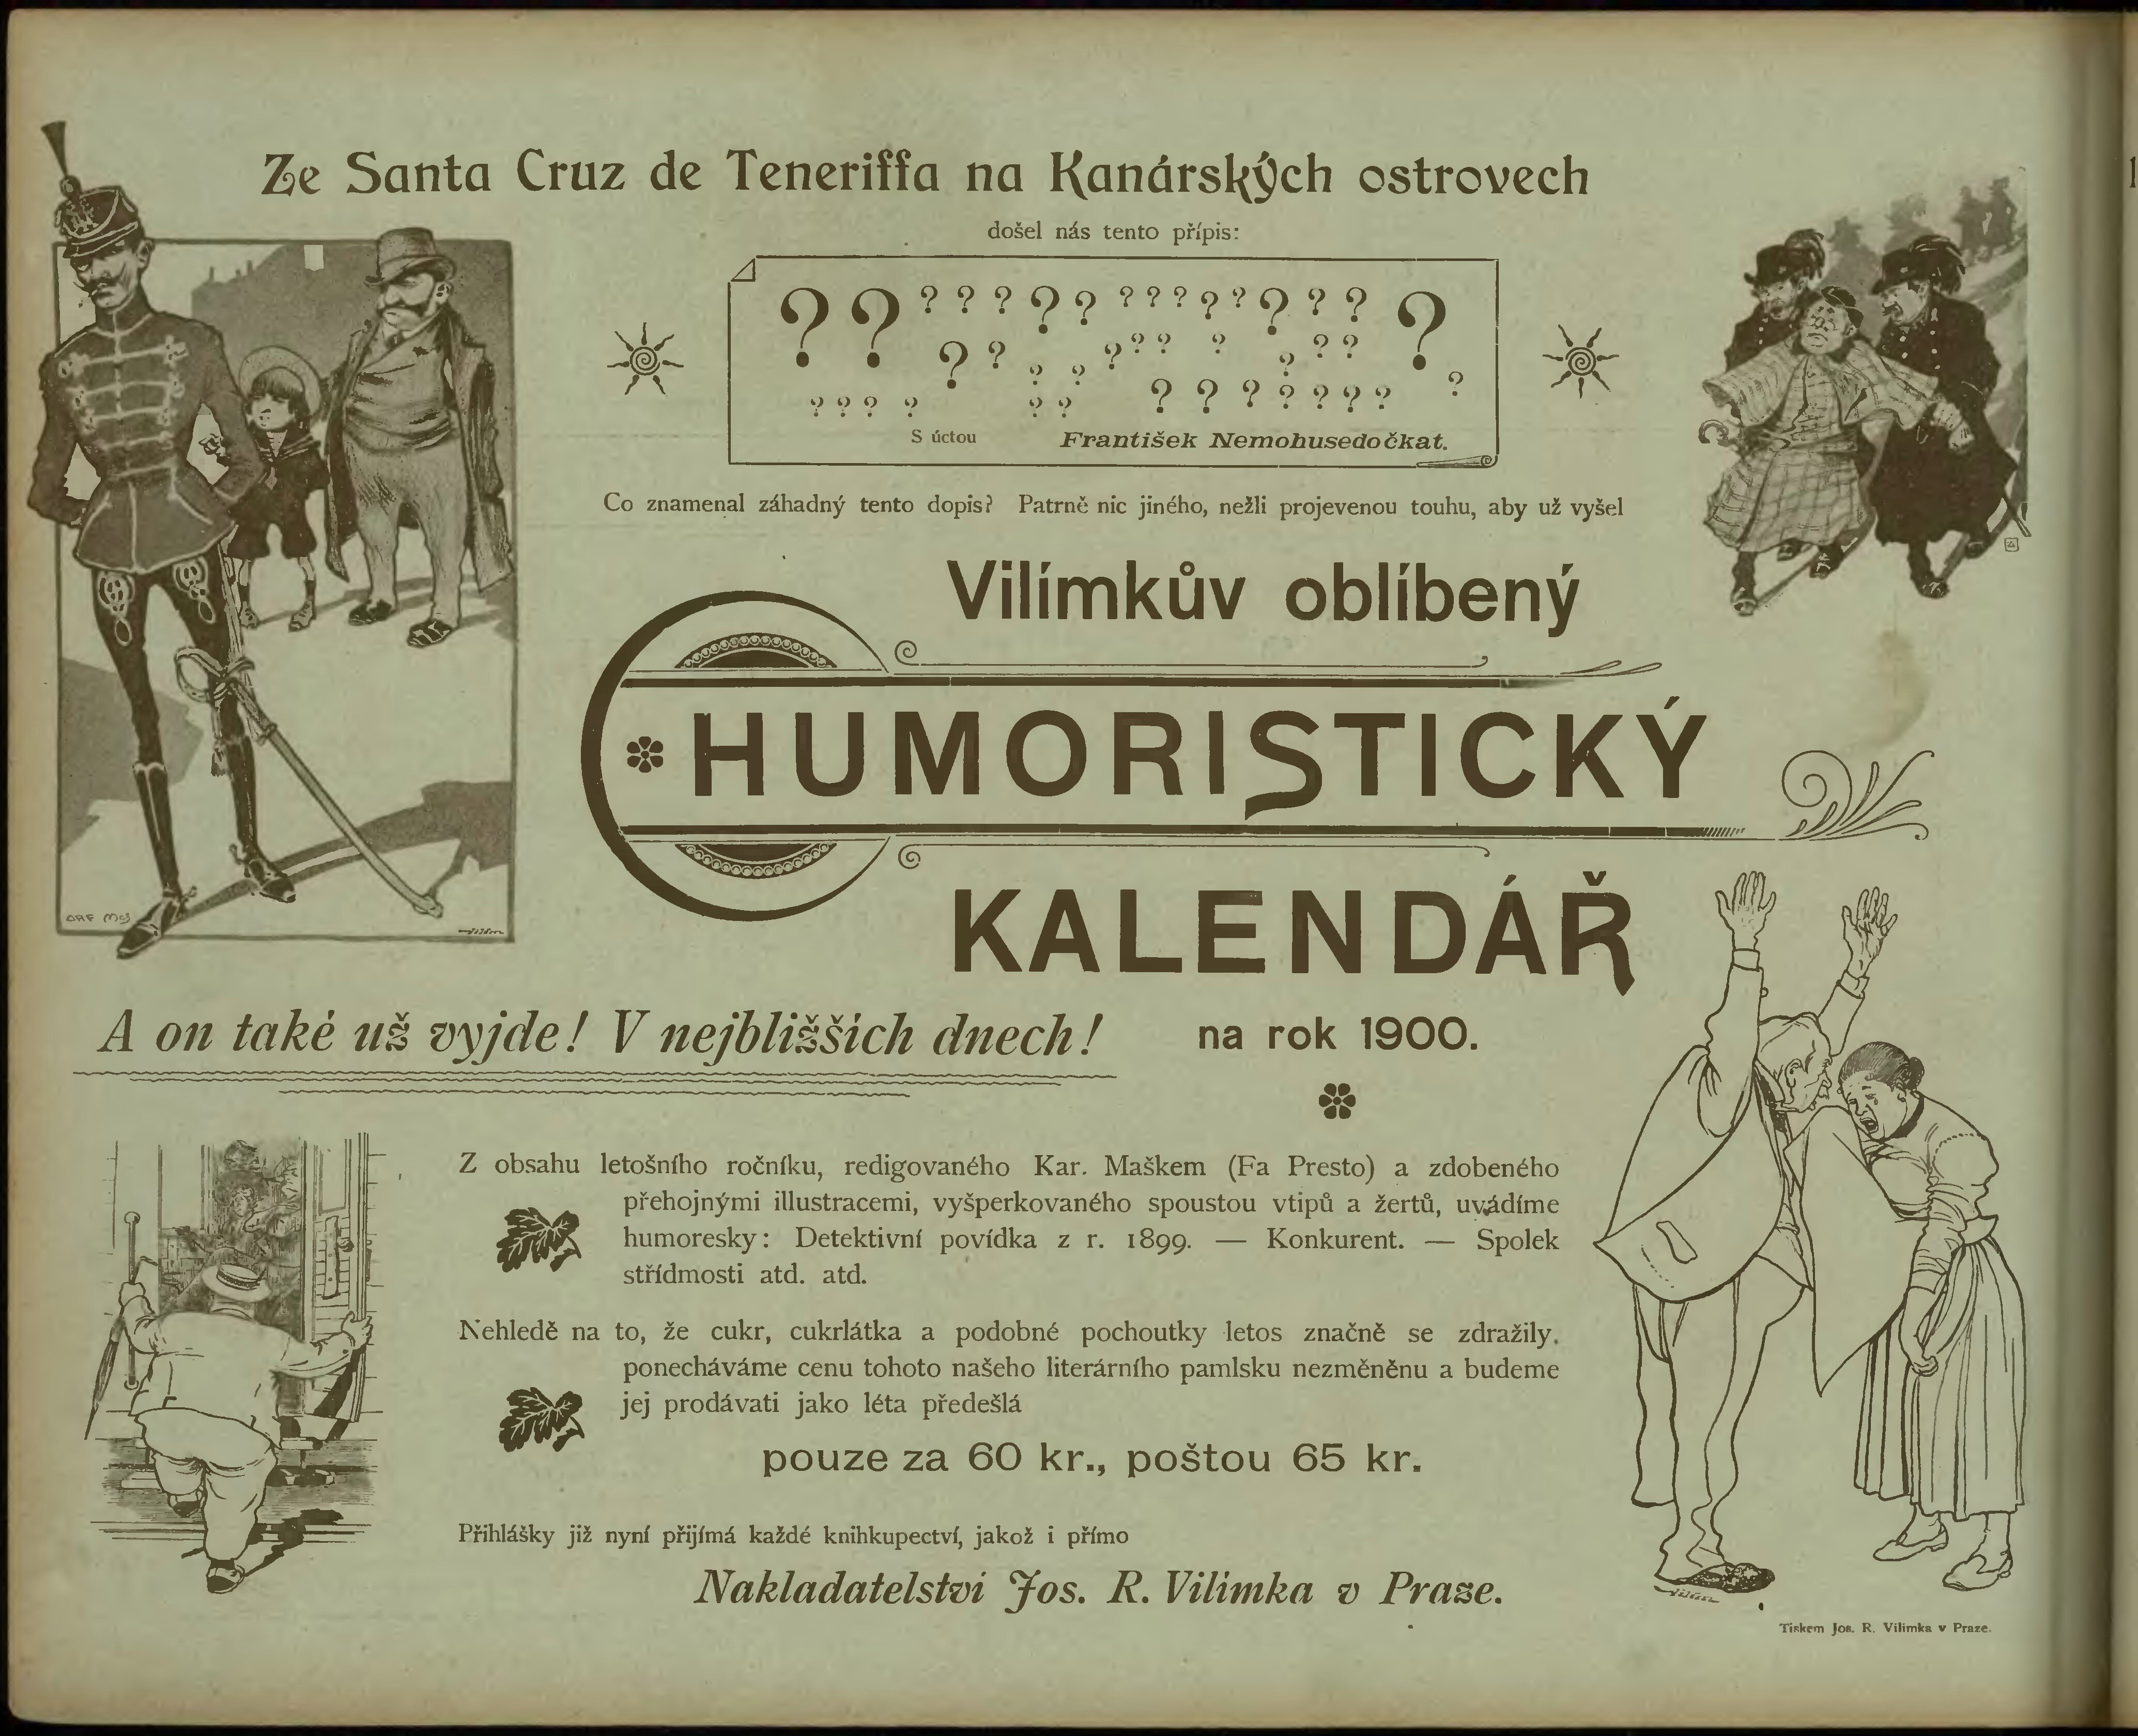 Ze Santa Cruz de Teneriffa na Kanárských ostrovech
došel nás tento přípis:
? ? ? ? ? ? ? ? ? ? ? ? ? ? ? ?
? ? ? ? ? ? ? ? ? ? ?
? ? ? ? ? ? ? ? ? ? ? ? ? ?
S úctou František Nemohusedočkat.
Co znamenal záhadný tento dopis? Patrně nic jiného, nežli projevenou touhu, aby už vyšel
Vilímkův oblíbený
HUMORISTICKÝ
KALENDÁŘ
A on také už vyjde! V nejbližších dnech! na rok 1900.
Z obsahu letošního ročníku, redigovaného Kar. Maškem (Fa Presto) a zdobeného
přehojnými illustracemi, vyšperkovaného spoustou vtipů a žertů, uvádíme
humoresky: Detektivní povídka z r. 1899. — Konkurent. — Spolek
střídmosti atd. atd.
Nehledě na to, že cukr, cukrlátka a podobné pochoutky letos značně se zdražily,
ponecháváme cenu tohoto našeho literárního pamlsku nezměněnu a budeme
jej prodávati jako léta předešlá
pouze za 60 kr., poštou 65 kr.
Přihlášky již nyní přijímá každé knihkupectví, jakož i přímo
Nakladatelství Jos. R. Vilímka v Praze.
Tiskem Jos. R. Vilímka v Praze.